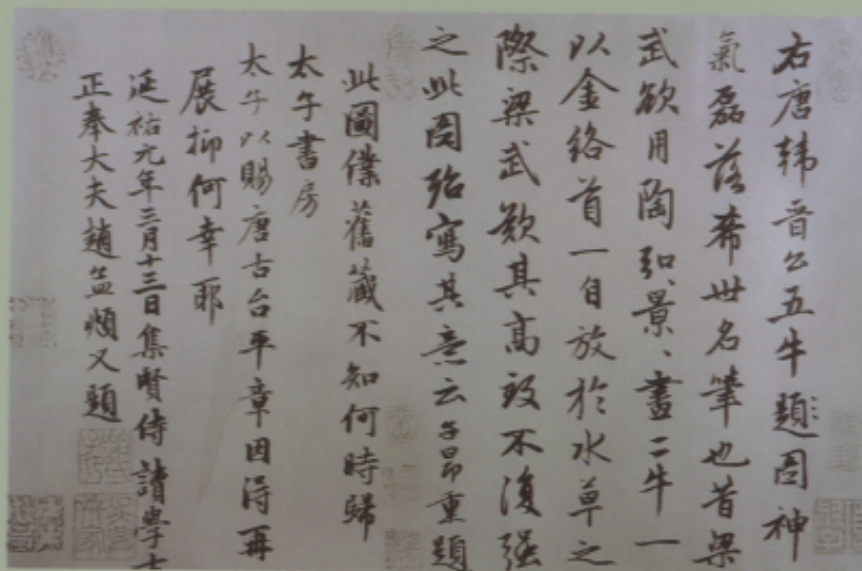 右唐韓晉公五牛題圖神
氣磊落希世名筆也昔梁
武欲用陶弘景、畫二牛一
以金絡首一自放於水草之
際梁武歎其高致不復強
之此圖殆寫其意云子昂重題
此圖僕舊藏不知何時歸
太子書房
太子以賜唐古台平章因得再
展抑何幸耶
延祐元年三月十三日集賢侍讀學士
正奉大夫趙孟頫又題